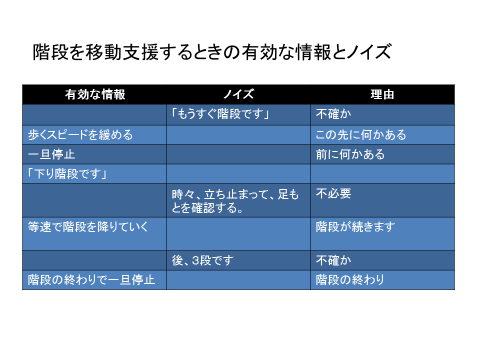 階段を移動支援するときの有効な情報とノイズ
有効な情報 ノイズ 理由
「もうすぐ階段です」 不確か
歩くスピードを緩める この先に何かある
一旦停止 前に何かある
「下り階段です」
時々、立ち止まって、足も 不必要
とを確認する。
等速で階段を降りていく 階段が続きます
後、３段です 不確か
階段の終わりで一旦停止 階段の終わり